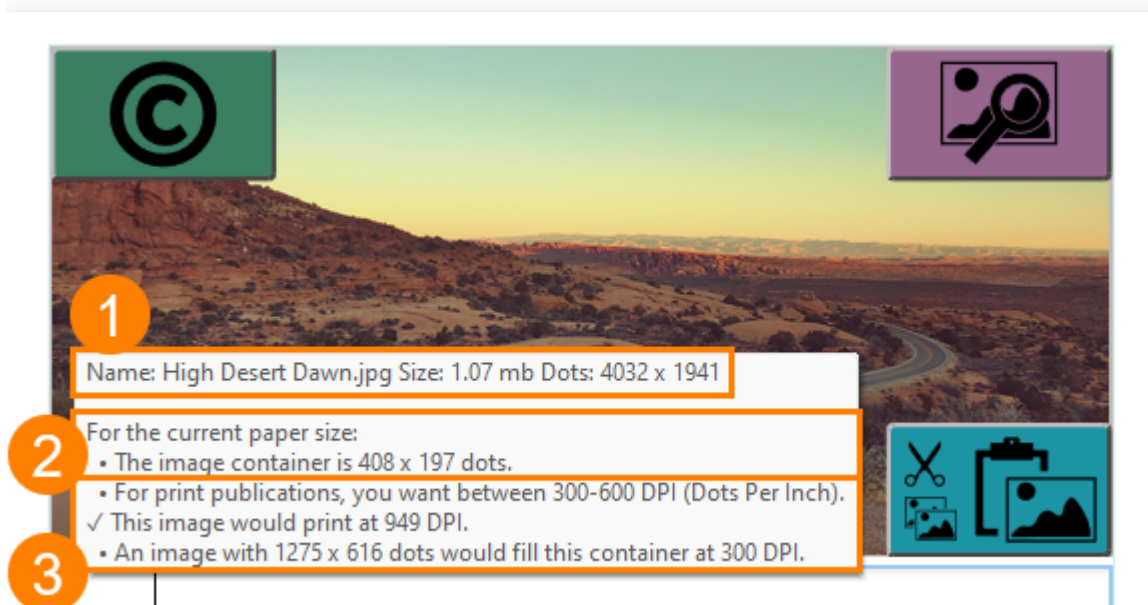 ©
1
Name: High Desert Dawn.jpg Size: 1.07 mb Dots: 4032 x 1941
2
For the current paper size:
• The image container is 408 x 197 dots.
• For print publications, you want between 300-600 DPI (Dots Per Inch).
✓ This image would print at 949 DPI.
3
• An image with 1275 x 616 dots would fill this container at 300 DPI.